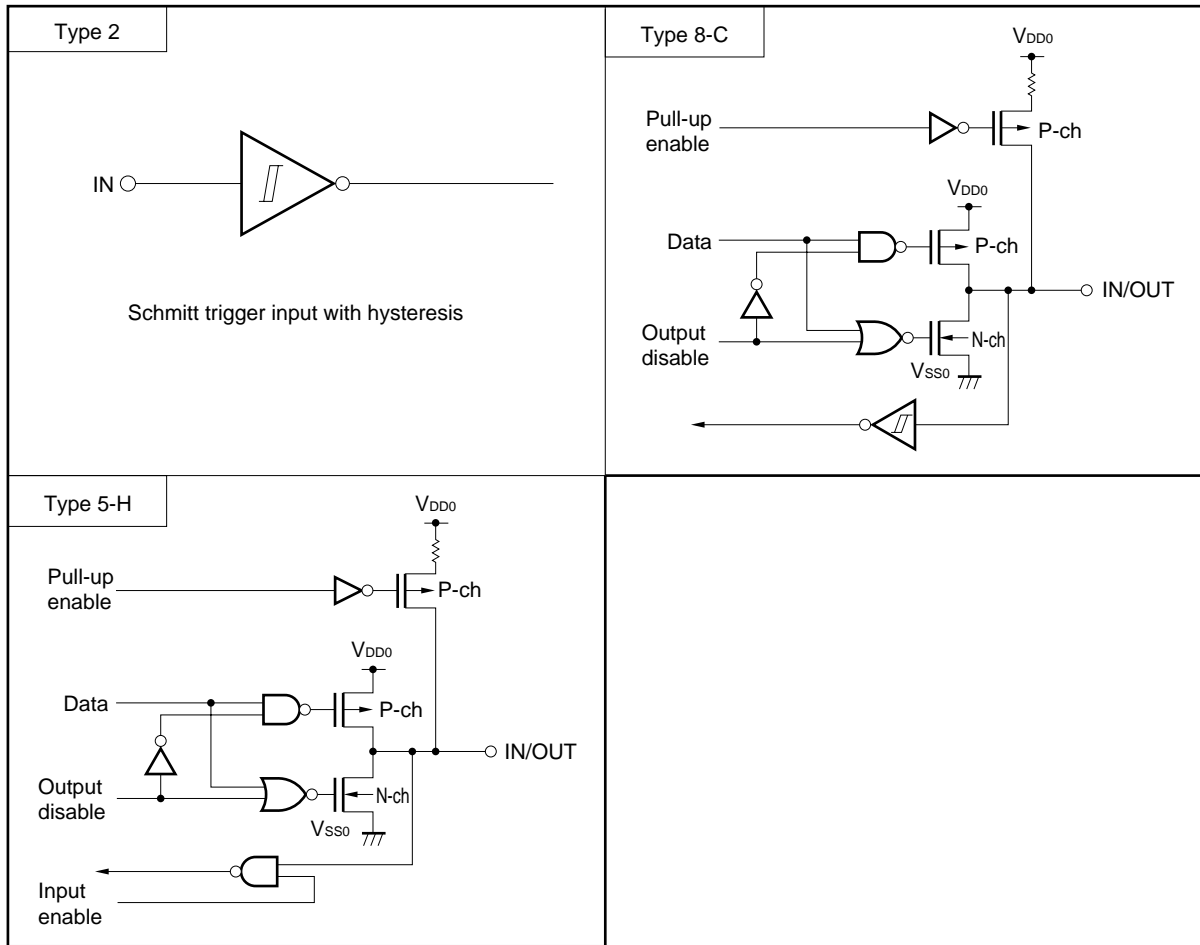 Type 2
IN
Schmitt trigger input with hysteresis
Type 8-C
VDD0
Pull-up
enable
P-ch
VDD0
Data
P-ch
IN/OUT
Output
disable
N-ch
VSS0
Type 5-H
VDD0
Pull-up
enable
P-ch
VDD0
Data
P-ch
IN/OUT
Output
disable
N-ch
VSS0
Input
enable